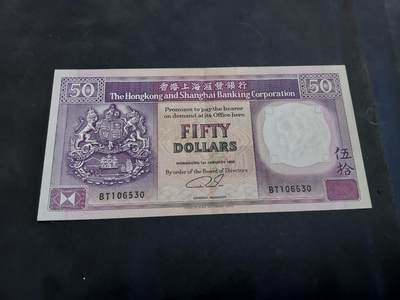 50 香港上海滙豐銀行 50
The Hongkong and Shanghai Banking Corporation
Promises to pay the bearer
on demand at its Office here
FIFTY
DOLLARS
By order of the Board of Directors
BT106530 BT106530
伍拾